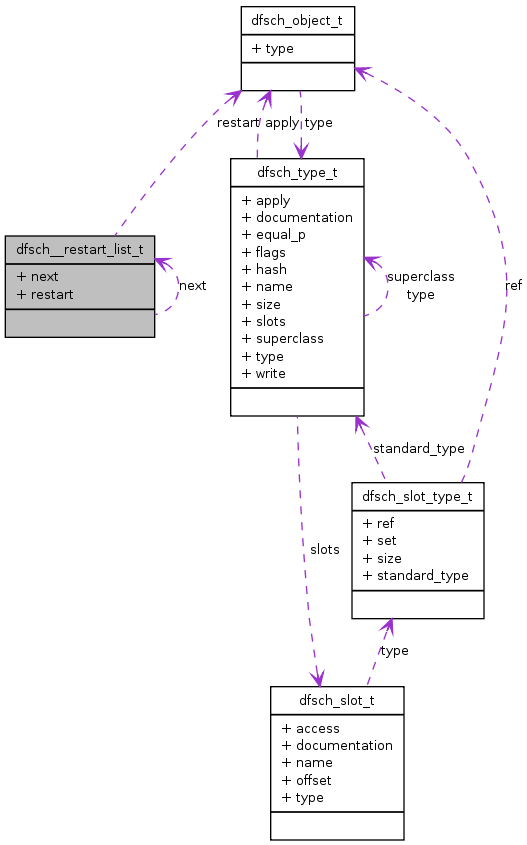 dfsch_object_t
+ type
restart apply type
dfsch_type_t
+ apply
+ documentation
+ equal_p
+ flags
+ hash
+ name
+ size
+ slots
+ superclass
+ type
+ write
dfsch__restart_list_t
+ next
+ restart
next
superclass
type
ref
standard_type
dfsch_slot_type_t
+ ref
+ set
+ size
+ standard_type
slots
type
dfsch_slot_t
+ access
+ documentation
+ name
+ offset
+ type